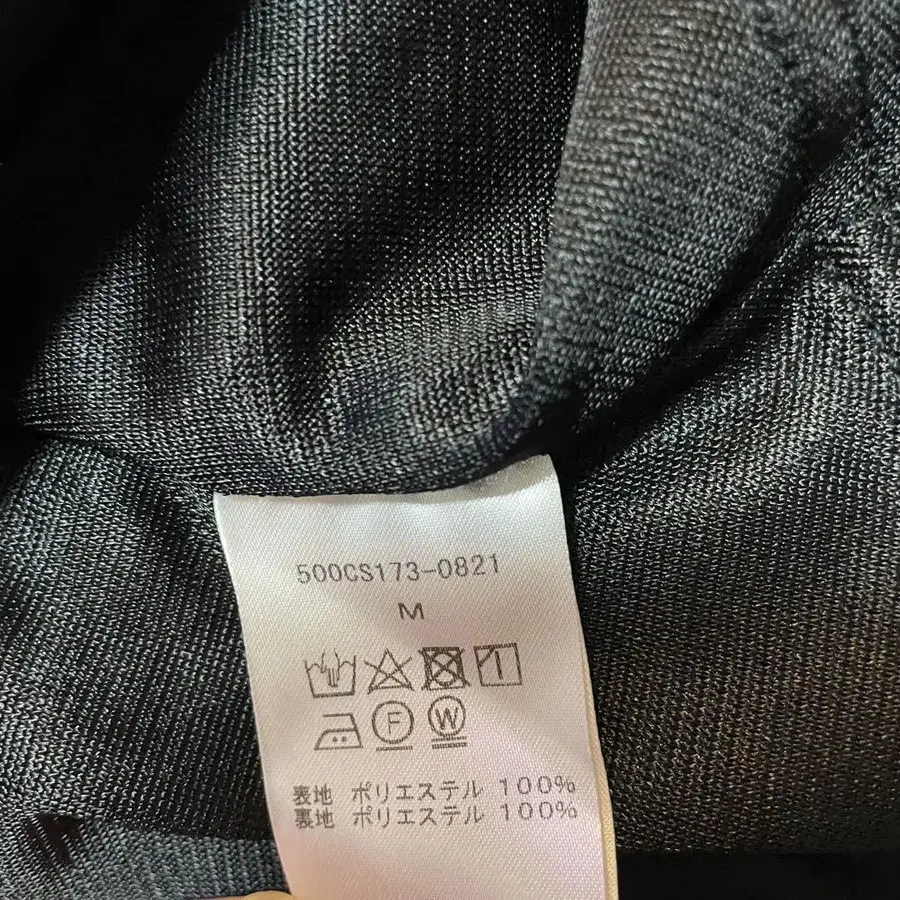 500CS173-0821
M
F W
表地 ポリエステル 100%
裏地 ポリエステル 100%